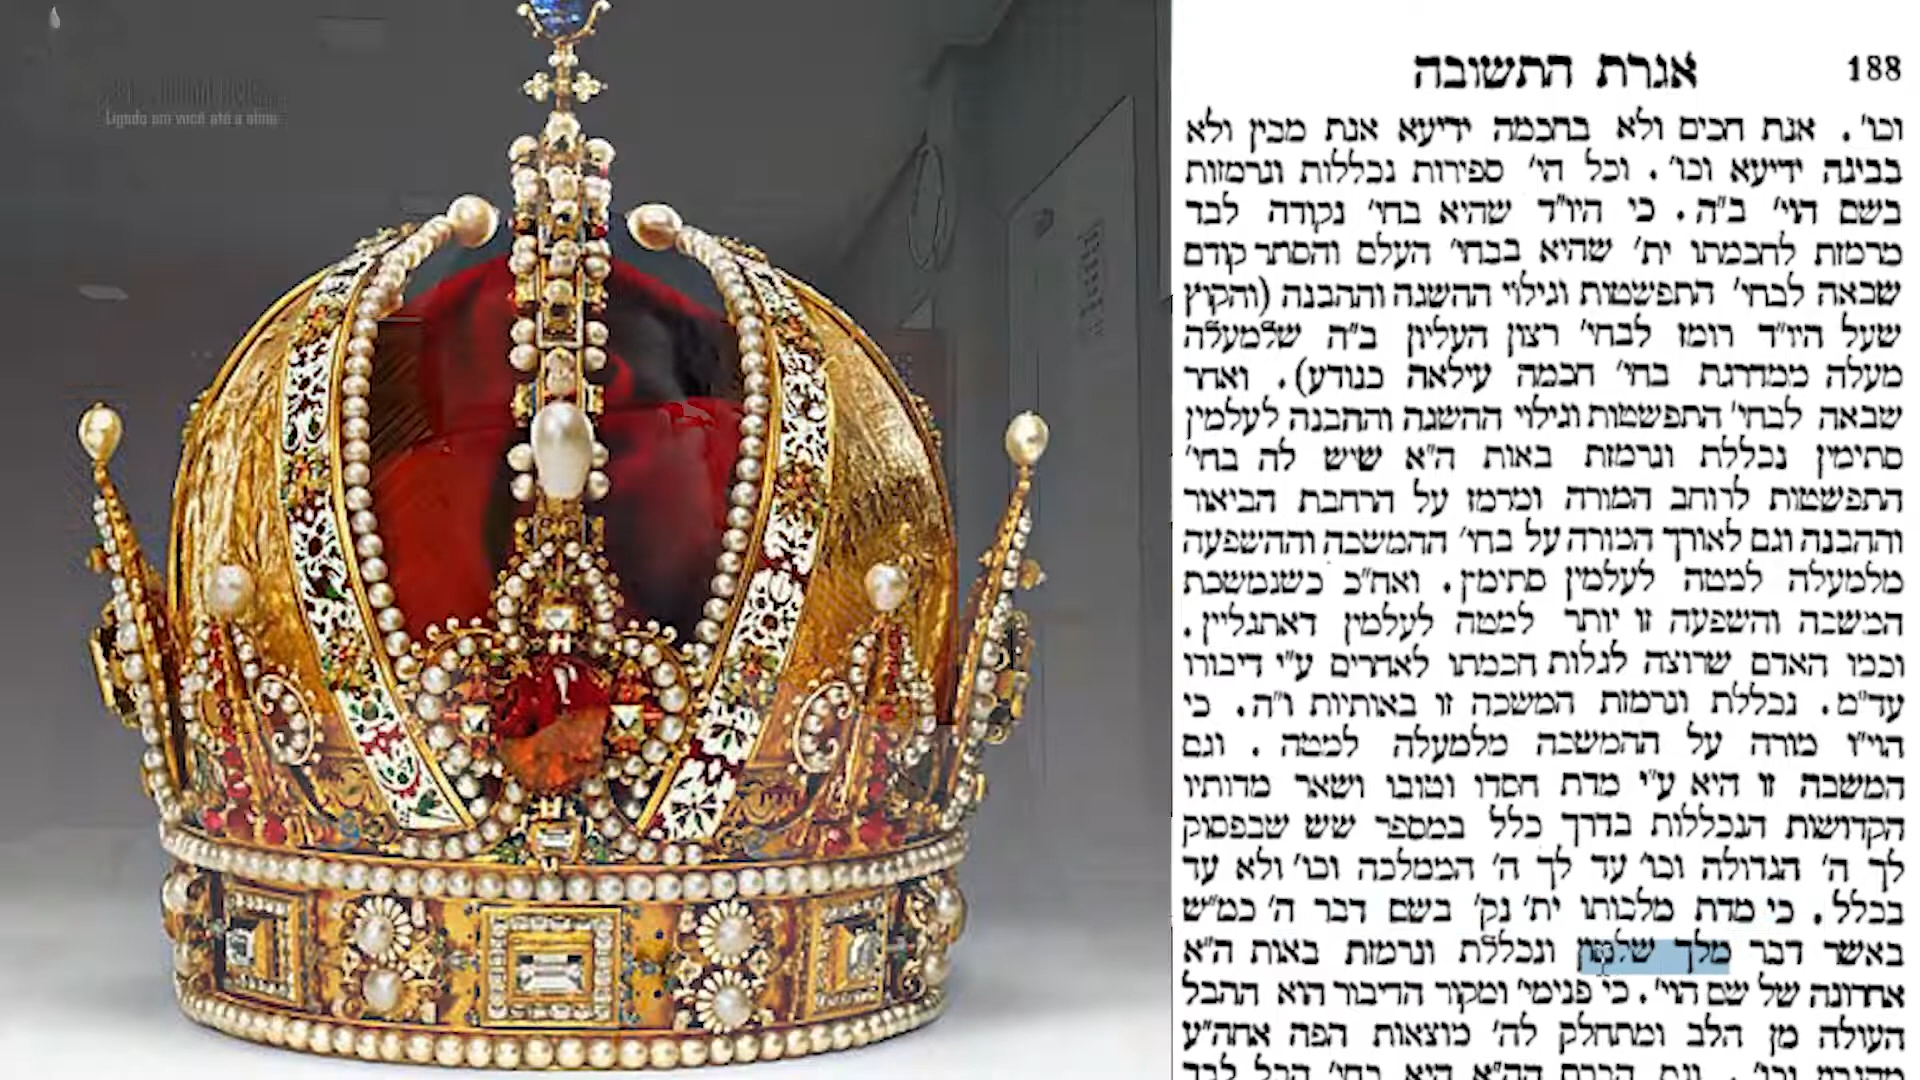 Ligado em você até a alma
188
אגרת התשובה
וכו'. אנת חכים ולא בחכמה ידיעא אנת מבין ולא
בבינה ידיעא וכו'. וכל הי' ספירות נכללות ונרמזות
בשם הוי' ב"ה. כי היו"ד שהיא בחי' נקודה לבד
מרמזת לחכמתו ית' שהיא בבחי' העלם והסתר קודם
שבאה לבחי' התפשטות וגילוי ההשגה וההבנה (והקוץ
שעל היו"ד רומז לבחי' רצון העליון ב"ה שלמעלה
מעלה ממדרגת בחי' חכמה עילאה כנודע). ואחר
שבאה לבחי' התפשטות וגילוי ההשגה וההבנה לעלמין
סתימין נכללת ונרמזת באות ה"א שיש לה בחי'
התפשטות לרוחב המורה ומרמז על הרחבת הביאור
וההבנה וגם לאורך המורה על בחי' ההמשכה וההשפעה
מלמעלה למטה לעלמין סתימין. ואח"כ כשנמשכת
המשכה והשפעה זו יותר למטה לעלמין דאתגליין.
וכמו האדם שרוצה לגלות חכמתו לאחרים ע"י דיבורו
עד"מ. נכללת ונרמזת המשכה זו באותיות ו"ה. כי
הוי"ו מורה על ההמשכה מלמעלה למטה. וגם
המשכה זו היא ע"י מדת חסדו וטובו ושאר מדותיו
הקדושות הנכללות בדרך כלל במספר שש שבפסוק
לך ה' הגדולה וכו' עד לך ה' הממלכה וכו' ולא עד
בכלל. כי מדת מלכותו ית' נק' בשם דבר ה' כמ"ש
באשר דבר מלך שלטון ונכללת ונרמזת באות ה"א
אחרונה של שם הוי'. כי פנימי' ומקור הדיבור הוא ההבל
העולה מן הלב ומתחלק לה' מוצאות הפה אחה"ע